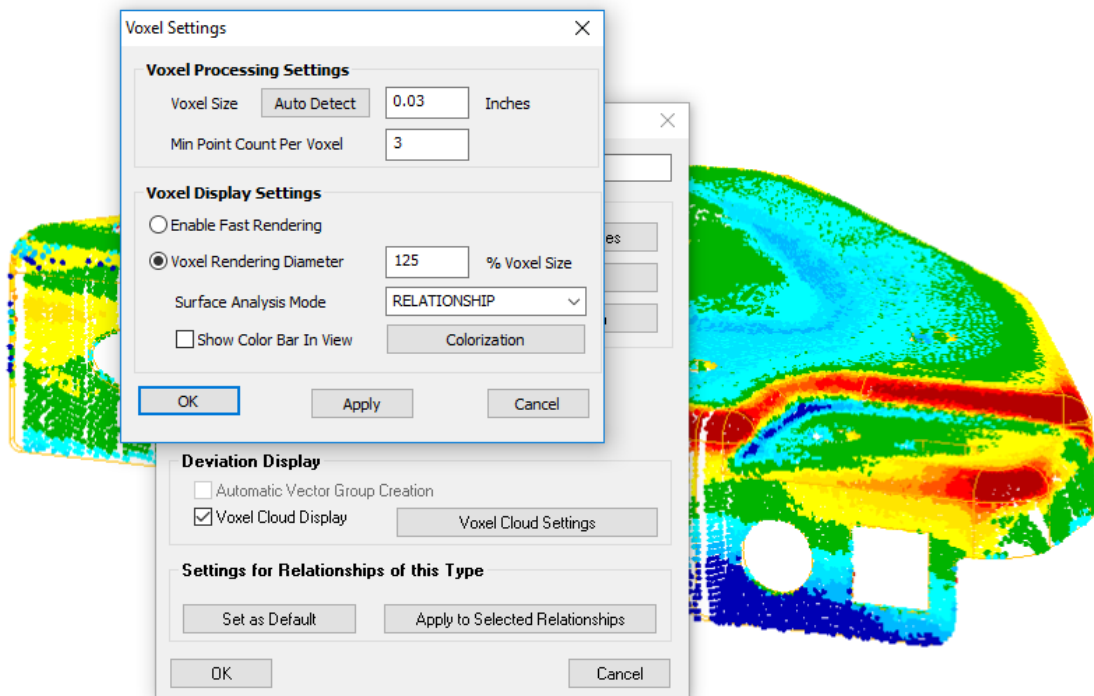 Voxel Settings
Voxel Processing Settings
Voxel Size Auto Detect 0.03 Inches
Min Point Count Per Voxel 3
Voxel Display Settings
Enable Fast Rendering
Voxel Rendering Diameter 125 % Voxel Size
Surface Analysis Mode RELATIONSHIP
Show Color Bar In View Colorization
OK Apply Cancel
es
Deviation Display
Automatic Vector Group Creation
Voxel Cloud Display Voxel Cloud Settings
Settings for Relationships of this Type
Set as Default Apply to Selected Relationships
OK Cancel